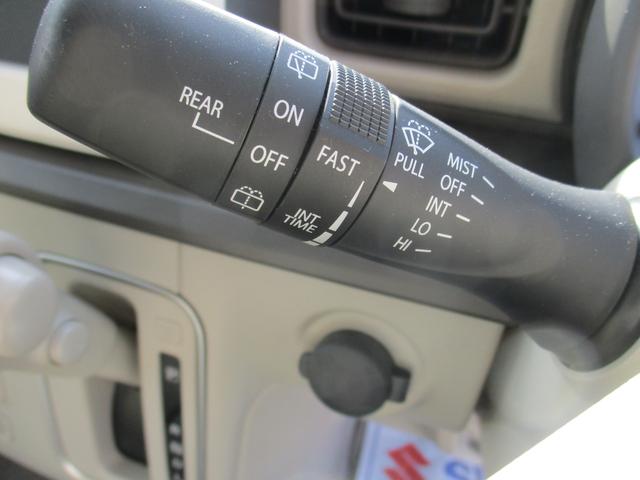 REAR
ON
OFF
FAST
INT
TIME
PULL
MIST
OFF
INT
LO
HI
P